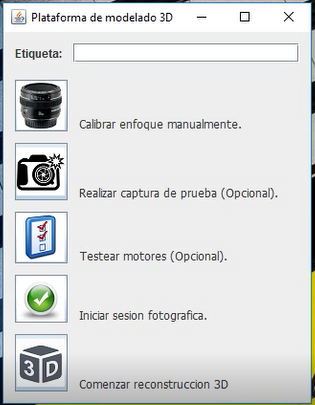 Plataforma de modelado 3D
Etiqueta:
Calibrar enfoque manualmente.
Realizar captura de prueba (Opcional).
Testear motores (Opcional).
Iniciar sesion fotografica.
3D
Comenzar reconstruccion 3D